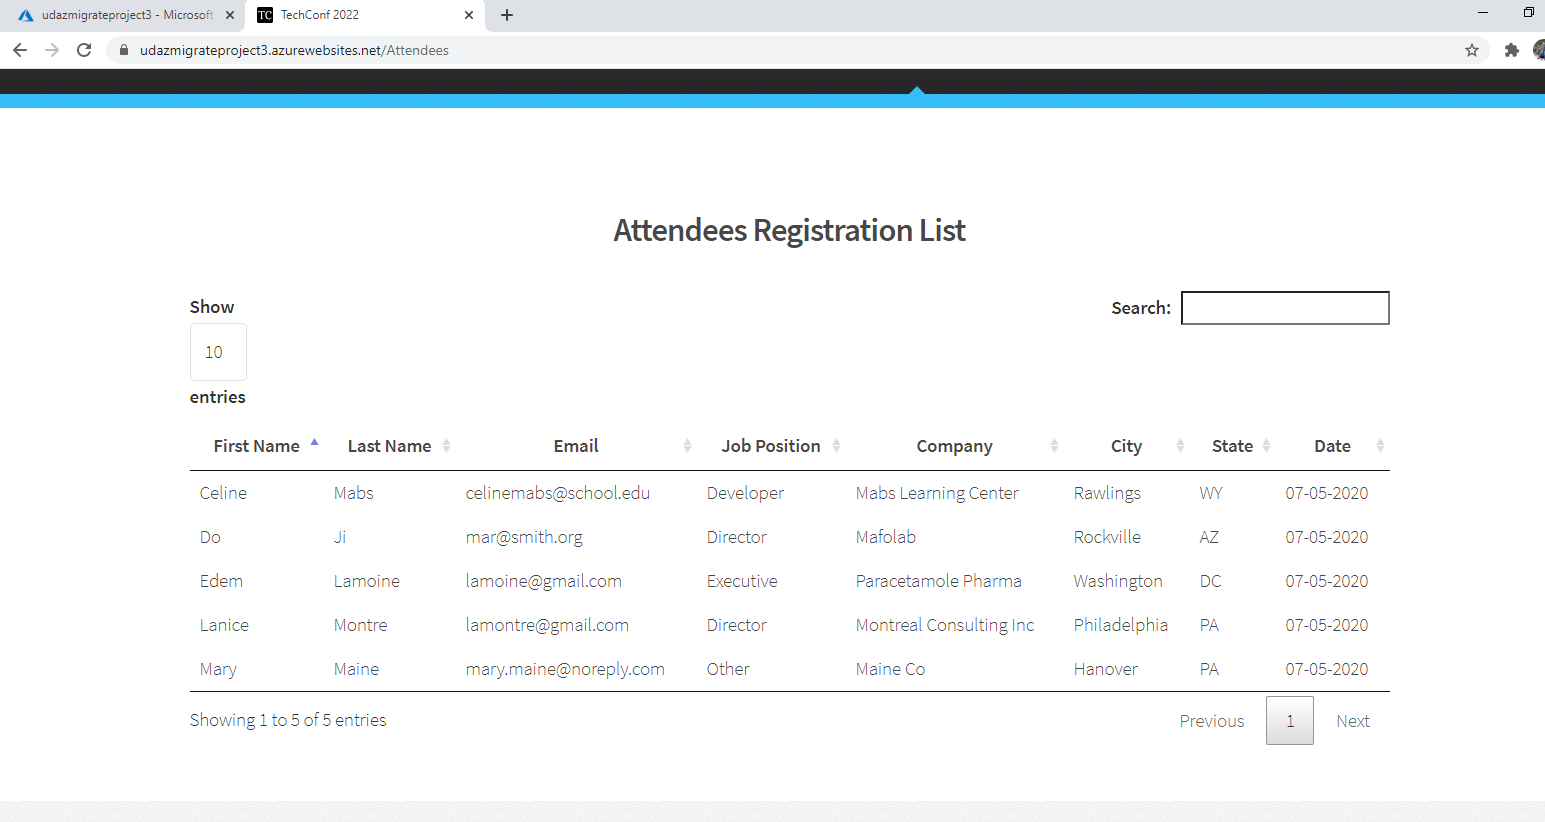 udazmigrateproject3 - Microsoft
TC TechConf 2022
udazmigrateproject3.azurewebsites.net/Attendees
Attendees Registration List
Show
10
entries
Search:
First Name Last Name Email Job Position Company City State Date
Celine Mabs celinemabs@school.edu Developer Mabs Learning Center Rawlings WY 07-05-2020
Do Ji mar@smith.org Director Mafolab Rockville AZ 07-05-2020
Edem Lamoine lamoine@gmail.com Executive Paracetamole Pharma Washington DC 07-05-2020
Lanice Montre lamontre@gmail.com Director Montreal Consulting Inc Philadelphia PA 07-05-2020
Mary Maine mary.maine@noreply.com Other Maine Co Hanover PA 07-05-2020
Showing 1 to 5 of 5 entries
Previous 1 Next